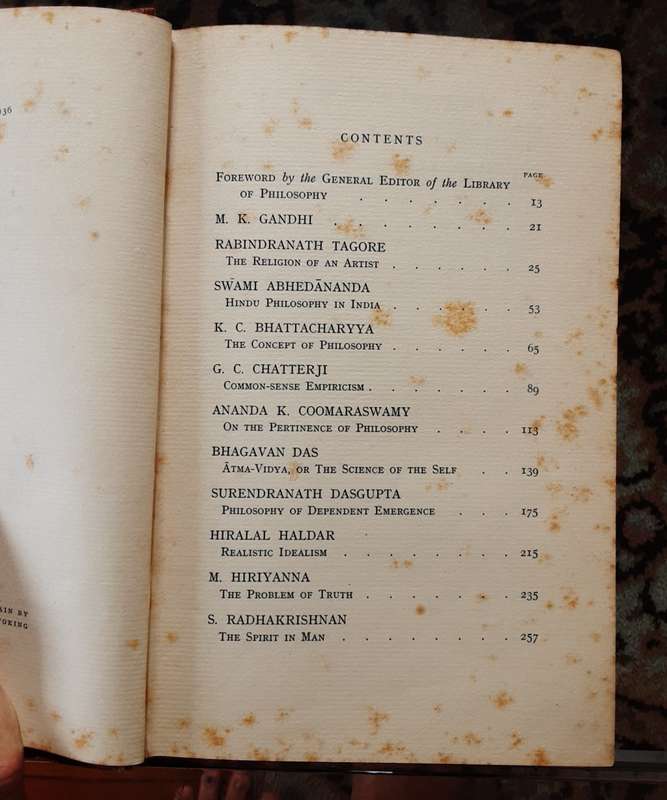 936
AIN BY
WOKING
CONTENTS
PAGE
Foreword by the General Editor of the Library
of Philosophy . . . . . . 13
M. K. GANDHI . . . . . . . 21
RABINDRANATH TAGORE
The Religion of an Artist . . . . . . 25
SWĀMI ABHEDĀNANDA
Hindu Philosophy in India . . . . . . 53
K. C. BHATTACHARYYA
The Concept of Philosophy . . . . . . 65
G. C. CHATTERJI
Common-sense Empiricism . . . . . . 89
ANANDA K. COOMARASWAMY
On the Pertinence of Philosophy . . . . 113
BHAGAVAN DAS
Ātma-Vidya, or The Science of the Self . . 139
SURENDRANATH DASGUPTA
Philosophy of Dependent Emergence . . . 175
HIRALAL HALDAR
Realistic Idealism . . . . . . . . 215
M. HIRIYANNA
The Problem of Truth . . . . . . . 235
S. RADHAKRISHNAN
The Spirit in Man . . . . . . . . 257